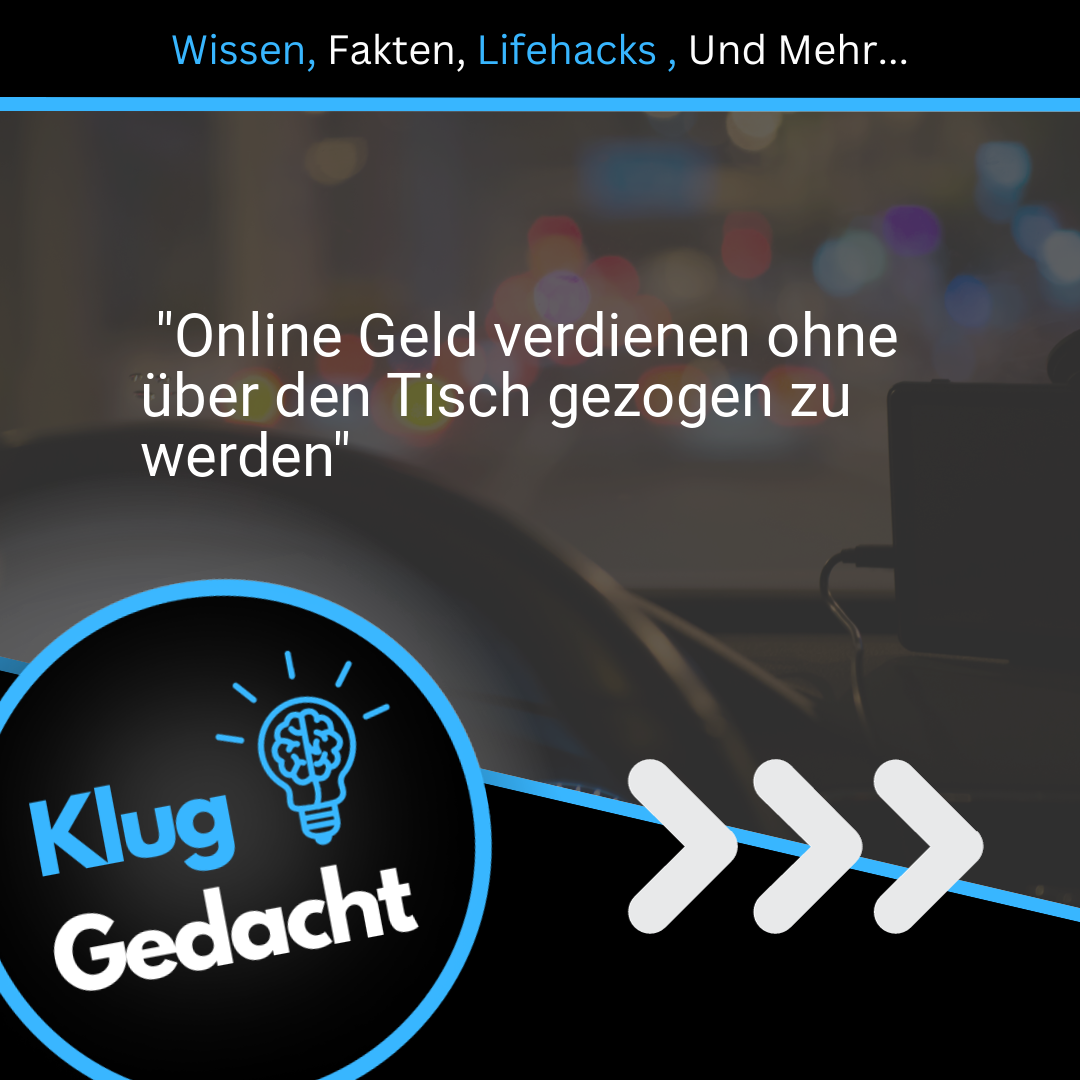 Wissen, Fakten, Lifehacks , Und Mehr...
"Online Geld verdienen ohne
über den Tisch gezogen zu
werden"
Klug
Gedacht